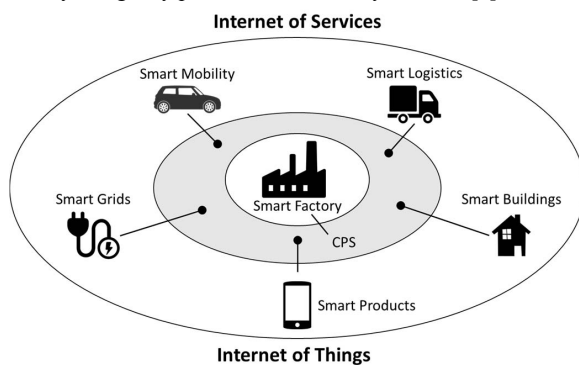 Internet of Services
Smart Mobility
Smart Logistics
Smart Grids
Smart Factory
Smart Buildings
CPS
Smart Products
Internet of Things